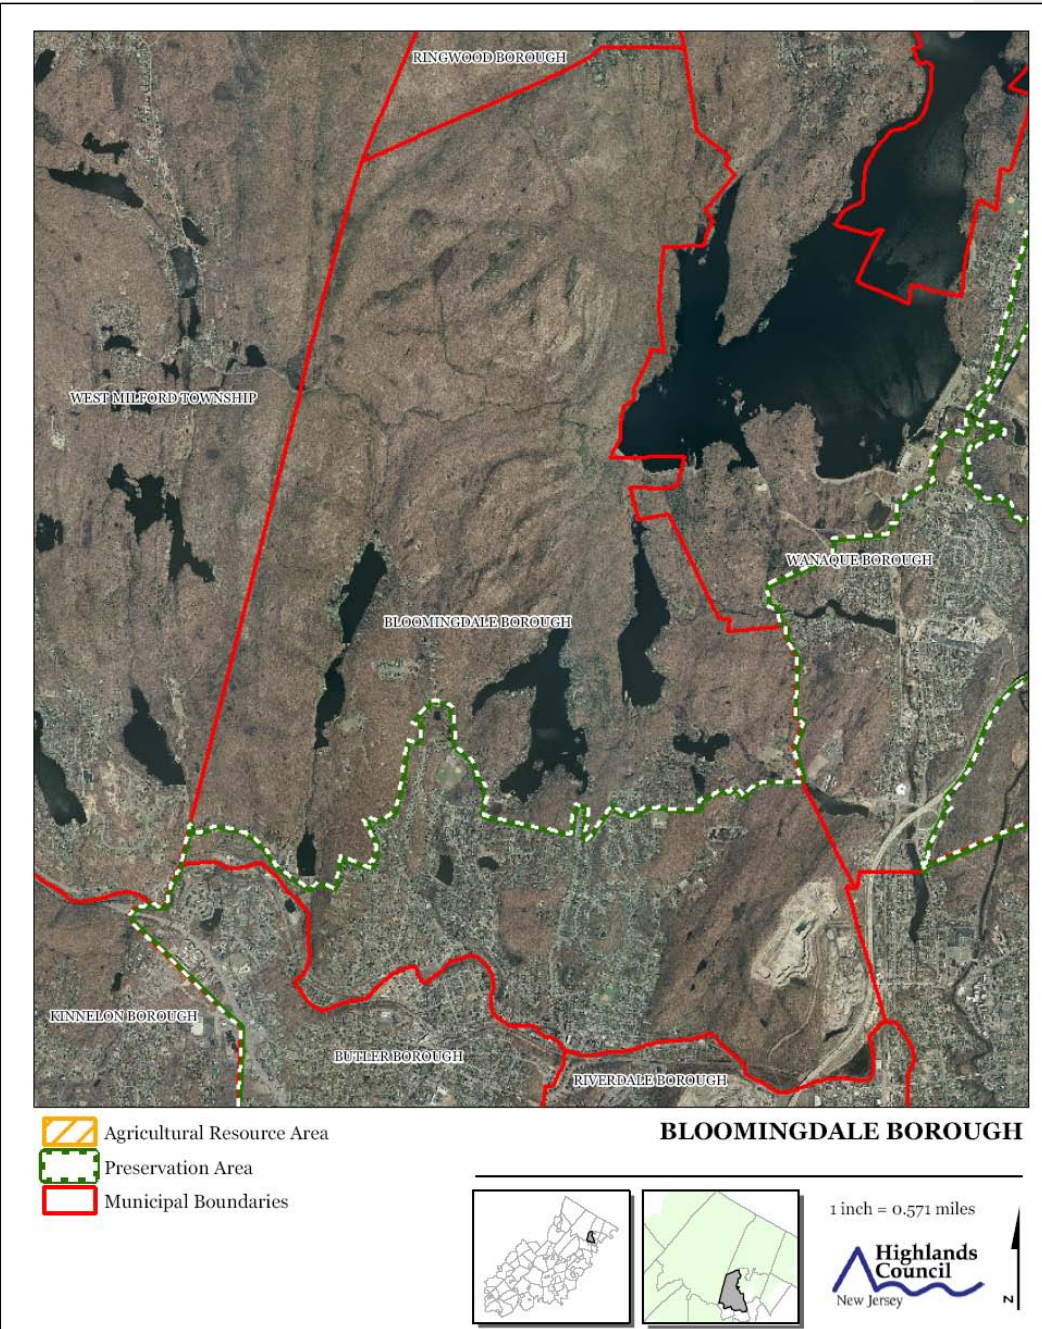 RINGWOOD BOROUGH
WEST MILFORD TOWNSHIP
WANAQUE BOROUGH
BLOOMINGDALE BOROUGH
KINNELON BOROUGH
BUTLER BOROUGH
RIVERDALE BOROUGH
Agricultural Resource Area
Preservation Area
Municipal Boundaries
BLOOMINGDALE BOROUGH
1 inch = 0.571 miles
Highlands
Council
New Jersey
N